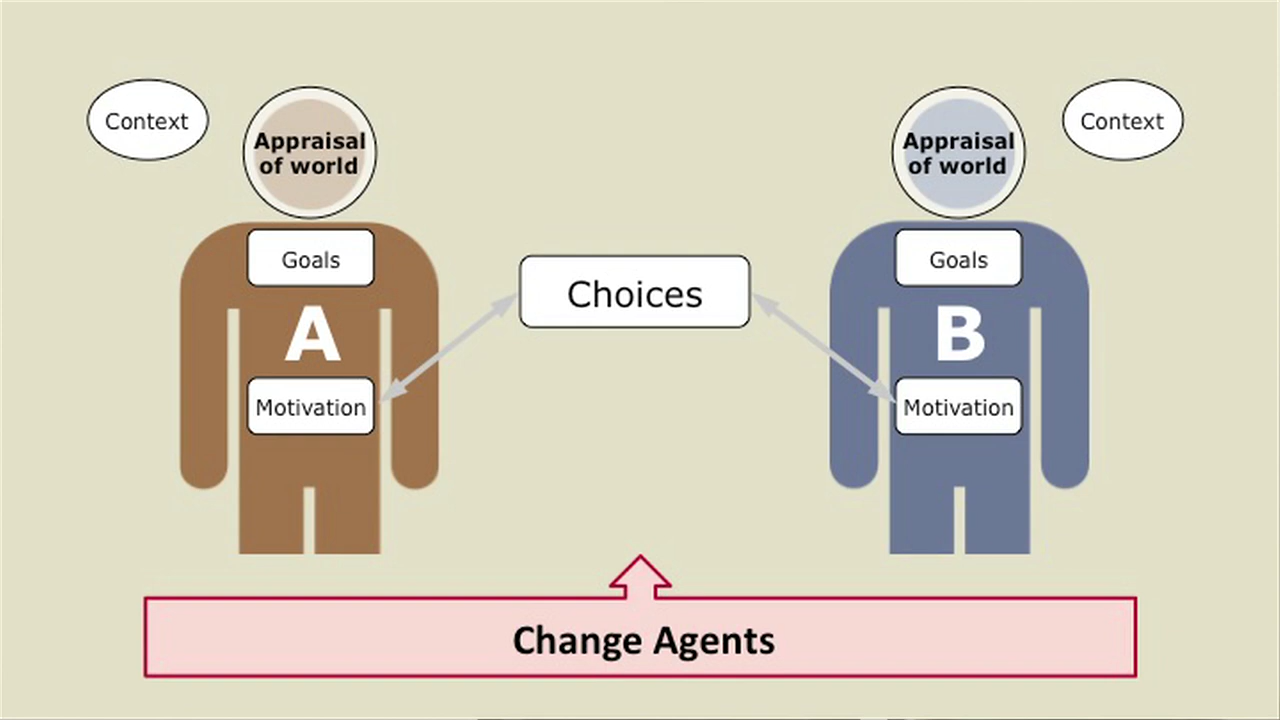 Context
Appraisal
of world
Goals
A
Motivation
Choices
Context
Appraisal
of world
Goals
B
Motivation
Change Agents